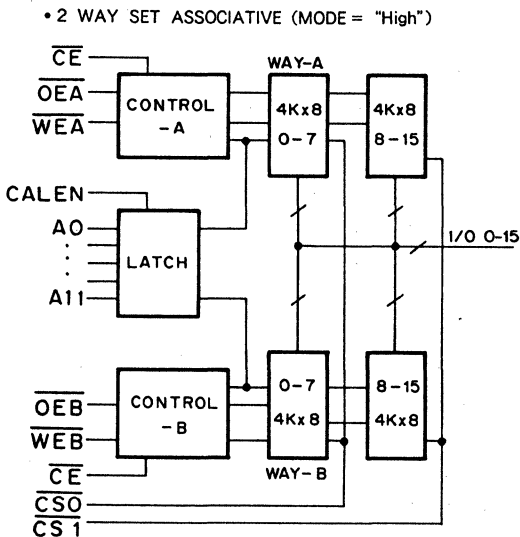 • 2 WAY SET ASSOCIATIVE (MODE = "High")
CE
WAY-A
OEA
CONTROL
-A
4Kx8
0-7
4Kx8
8-15
WEA
CALEN
A0
LATCH
A11
I/O 0-15
OEB
CONTROL
-B
0-7
4Kx8
8-15
4Kx8
WEB
CE
WAY-B
CS0
CS1